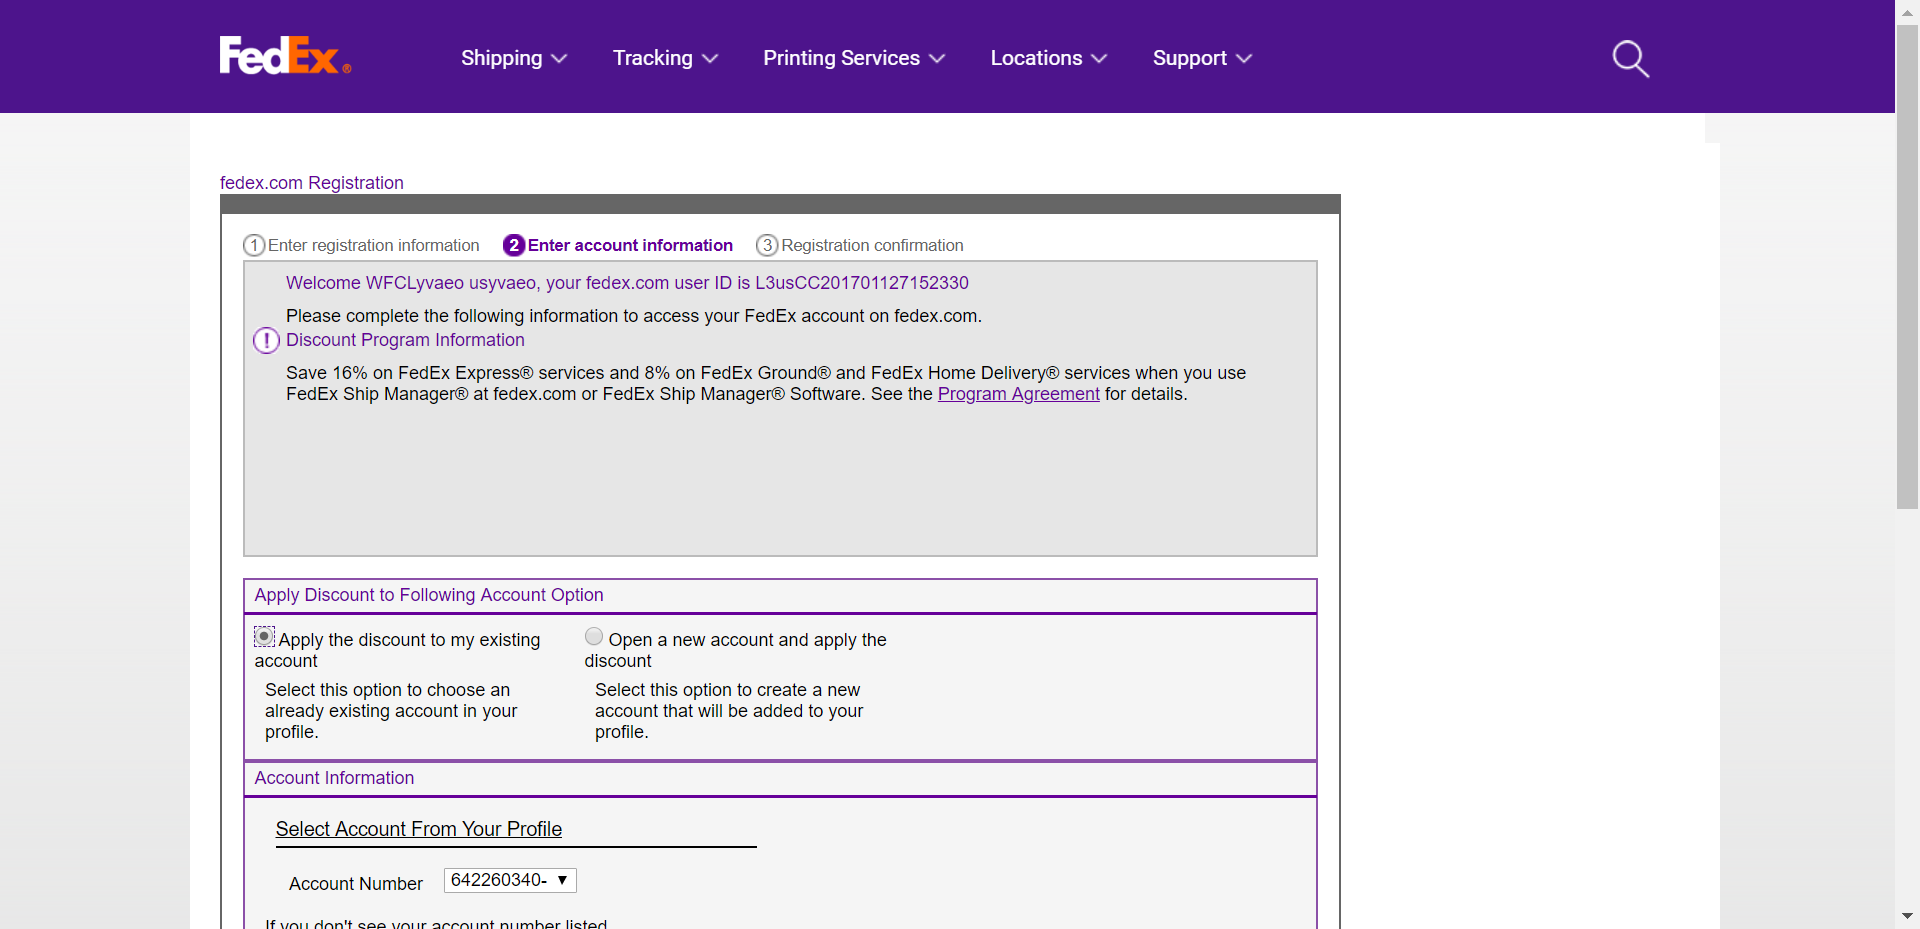 FedEx®
Shipping Tracking Printing Services Locations Support
fedex.com Registration
1 Enter registration information 2 Enter account information 3 Registration confirmation
Welcome WFCLyvaeo usyvaeo, your fedex.com user ID is L3usCC201701127152330
Please complete the following information to access your FedEx account on fedex.com.
! Discount Program Information
Save 16% on FedEx Express® services and 8% on FedEx Ground® and FedEx Home Delivery® services when you use
FedEx Ship Manager® at fedex.com or FedEx Ship Manager® Software. See the Program Agreement for details.
Apply Discount to Following Account Option
Apply the discount to my existing
account
Select this option to choose an
already existing account in your
profile.
Open a new account and apply the
discount
Select this option to create a new
account that will be added to your
profile.
Account Information
Select Account From Your Profile
Account Number 642260340-
If you don't see your account number listed